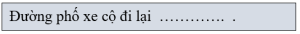 Đường phố xe cộ đi lại …………. .